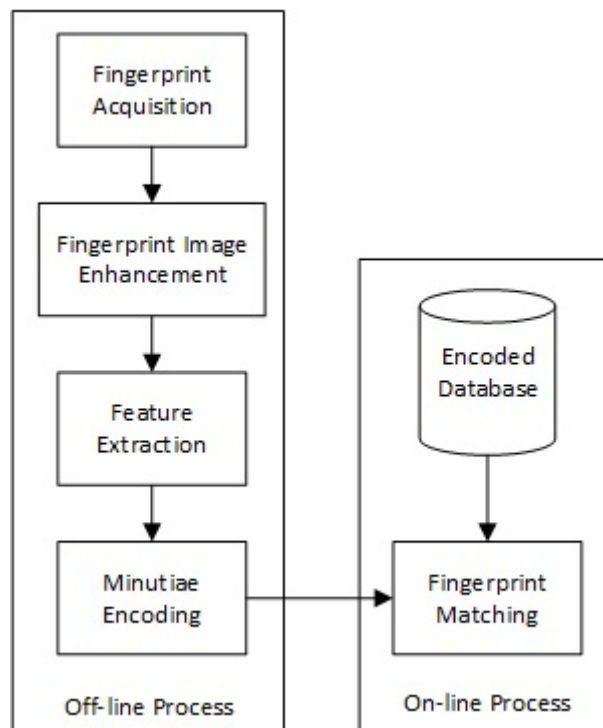 Fingerprint
Acquisition
Fingerprint Image
Enhancement
Feature
Extraction
Minutiae
Encoding
Off-line Process
Encoded
Database
Fingerprint
Matching
On-line Process